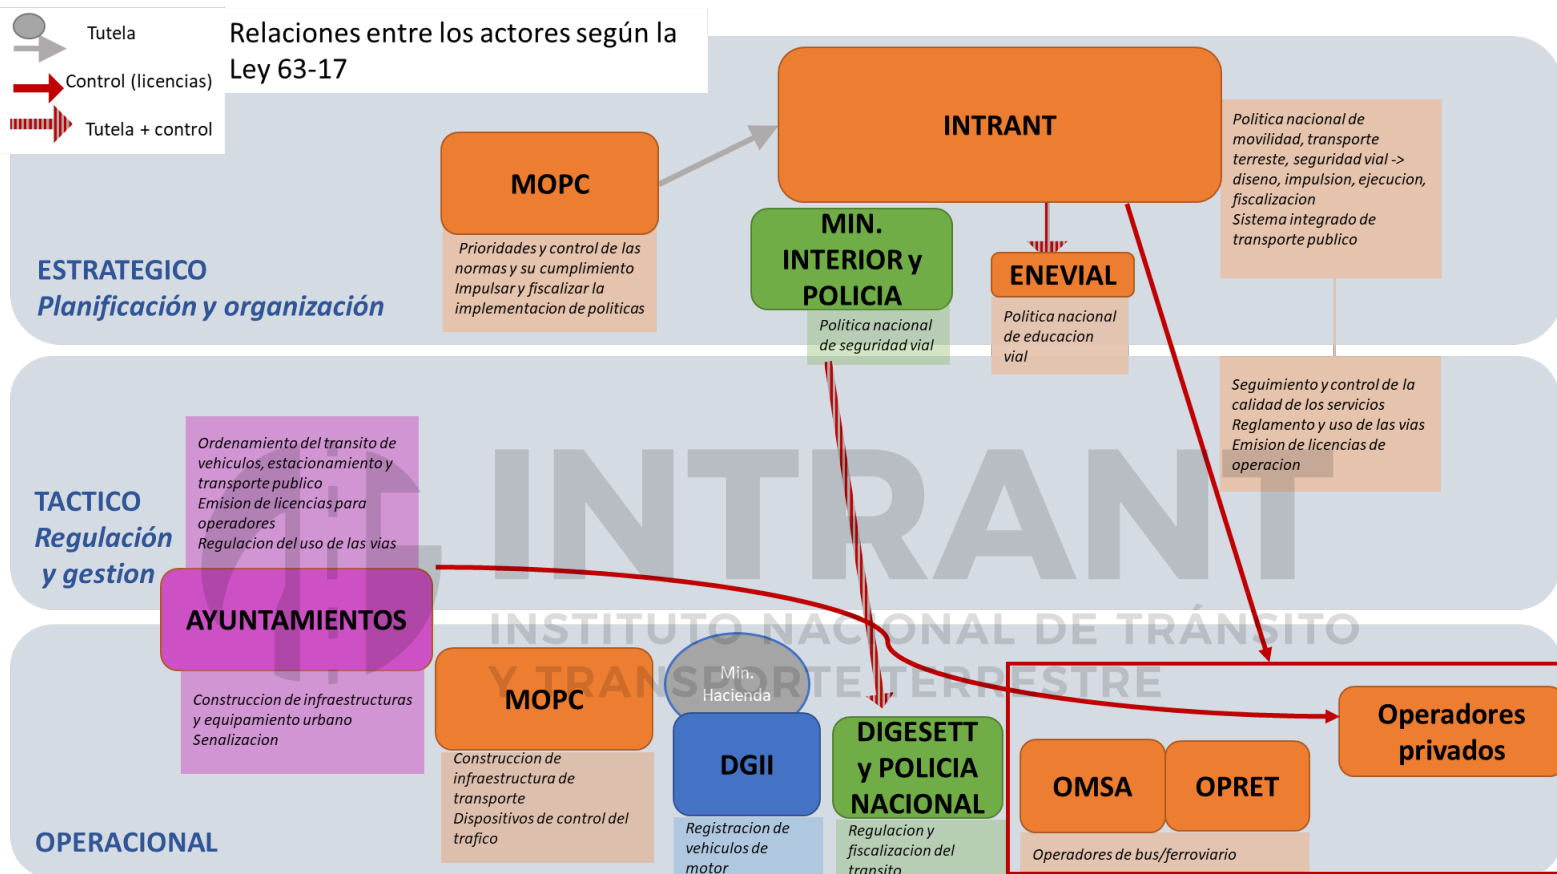 Tutela
Control (licencias)
Tutela + control
Relaciones entre los actores según la
Ley 63-17
INTRANT
MOPC
Politica nacional de
movilidad, transporte
terreste, seguridad vial ->
diseno, impulsion, ejecucion,
fiscalizacion
Sistema integrado de
transporte publico
Prioridades y control de las
normas y su cumplimiento
Impulsar y fiscalizar la
implementacion de politicas
MIN.
INTERIOR y
POLICIA
Politica nacional
de seguridad vial
ENEVIAL
Politica nacional
de educacion
vial
ESTRATEGICO
Planificación y organización
Seguimiento y control de la
calidad de los servicios
Reglamento y uso de las vias
Emision de licencias de
operacion
Ordenamiento del transito de
vehiculos, estacionamiento y
transporte publico
Emision de licencias para
operadores
Regulacion del uso de las vias
TACTICO
Regulación
y gestion
INTRANT
INSTITUTO NACIONAL DE TRÁNSITO
Y TRANSPORTE TERRESTRE
AYUNTAMIENTOS
Construccion de infraestructuras
y equipamiento urbano
Senalizacion
MOPC
Construccion de
infraestructura de
transporte
Dispositivos de control del
trafico
Min.
Hacienda
DGII
Registracion de
vehiculos de
motor
DIGESETT
y POLICIA
NACIONAL
Regulacion y
fiscalizacion del
transito
OMSA
OPRET
Operadores de bus/ferroviario
Operadores
privados
OPERACIONAL